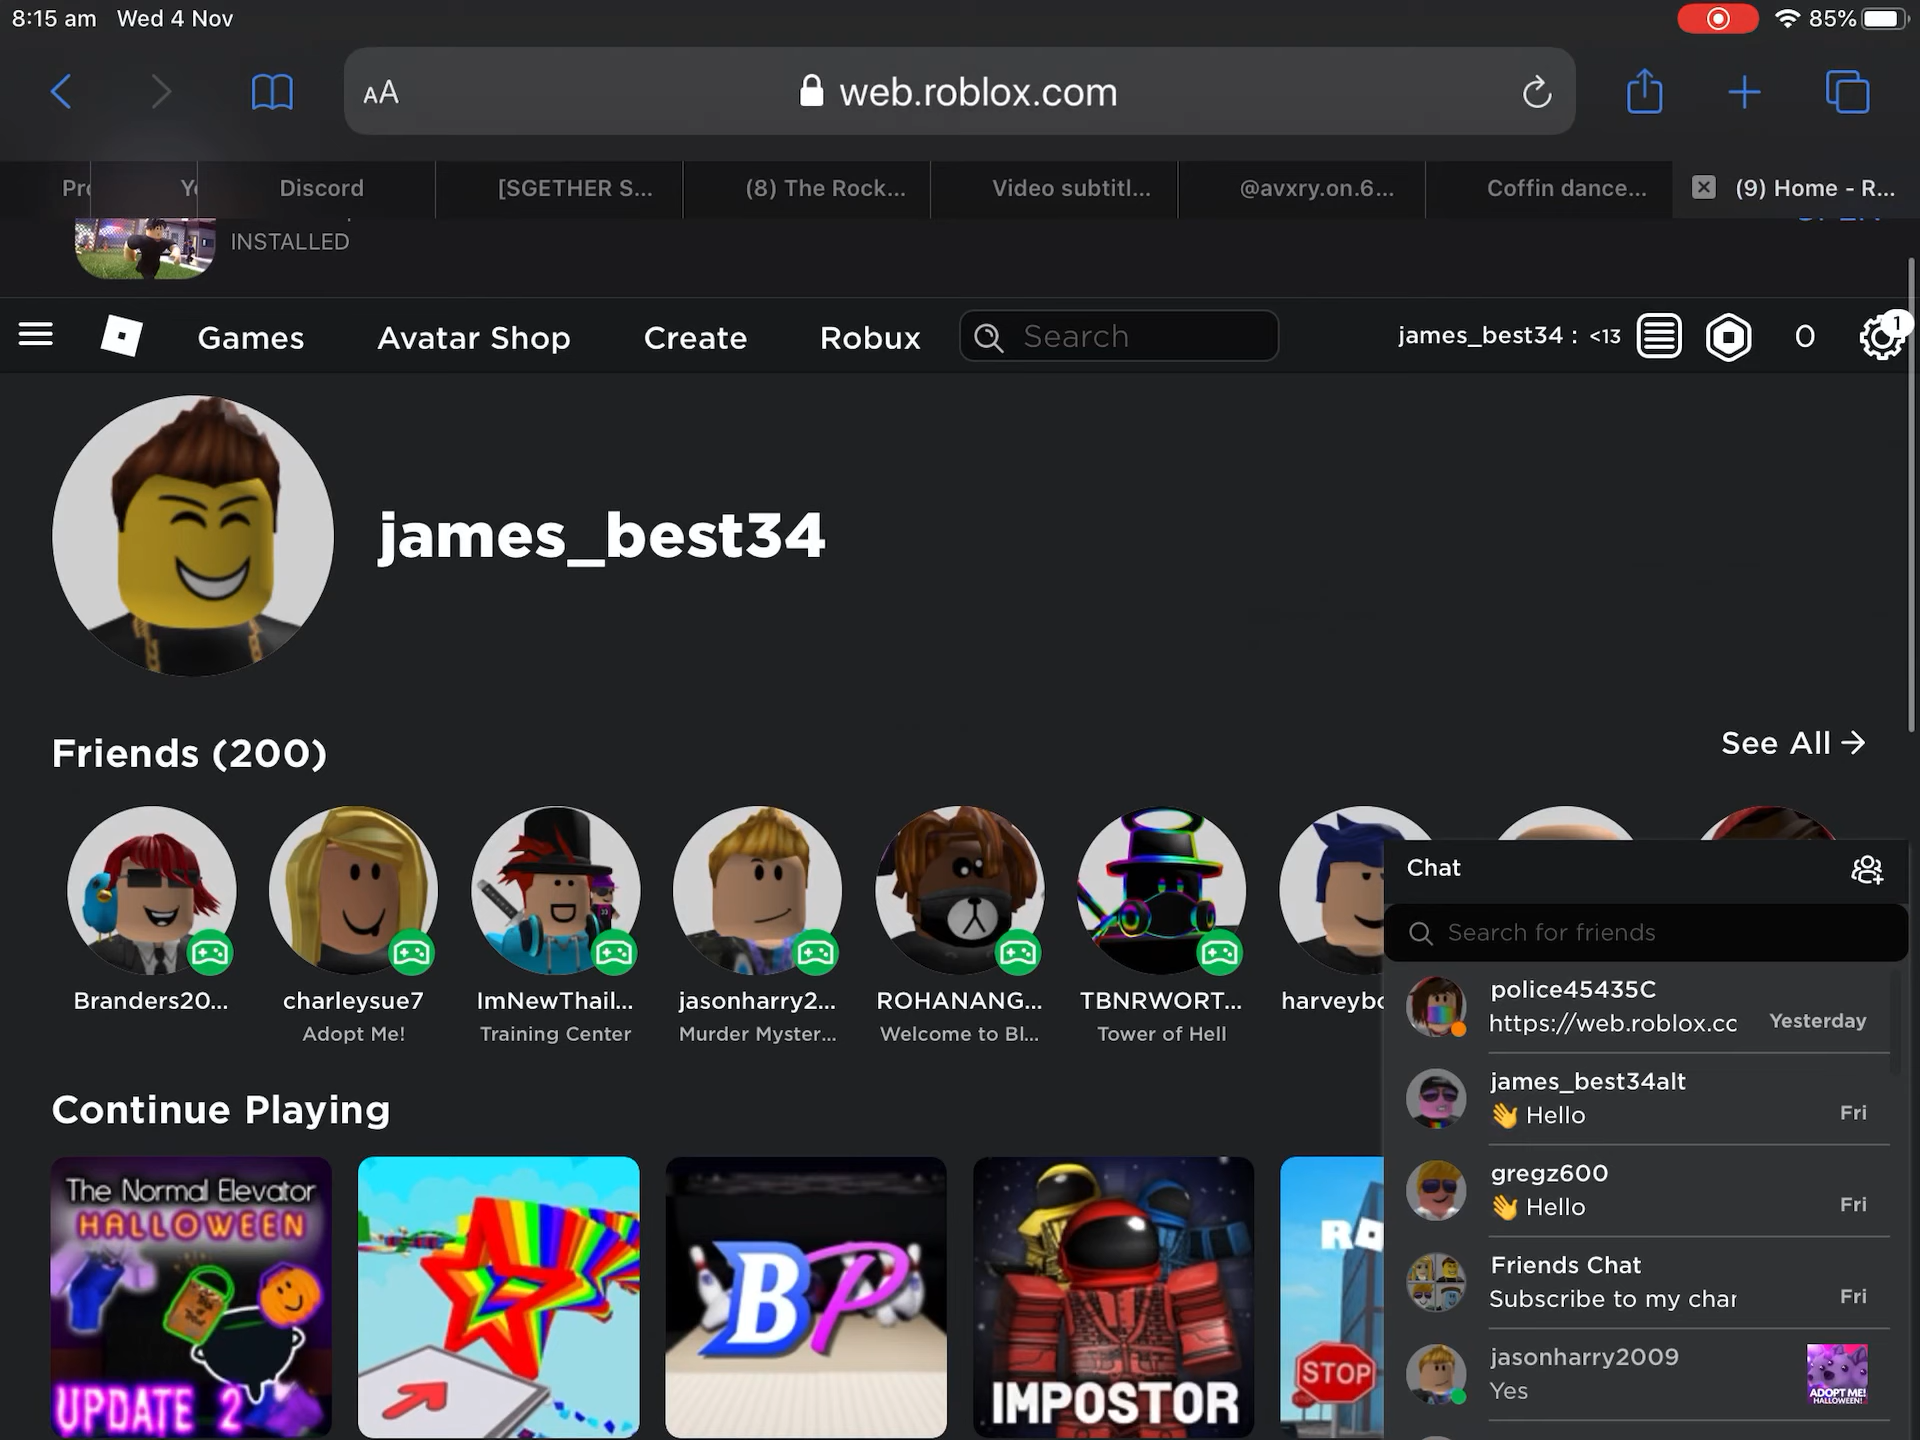 8:15 am Wed 4 Nov
85%
AA
web.roblox.com
Discord
[SGETHER S...
(8) The Rock...
Video subtitl...
@avxry.on.6...
Coffin dance...
(9) Home - R...
INSTALLED
Games
Avatar Shop
Create
Robux
Search
james_best34 : <13
0
1
james_best34
Friends (200)
See All
Branders20...
charleysue7
Adopt Me!
ImNewThail...
Training Center
jasonharry2...
Murder Myster...
ROHANANG...
Welcome to Bl...
TBNRWORT...
Tower of Hell
harveybo
Chat
Search for friends
police45435C
https://web.roblox.cc
Yesterday
james_best34alt
👋 Hello
Fri
gregz600
👋 Hello
Fri
Friends Chat
Subscribe to my char
Fri
jasonharry2009
Yes
ADOPT ME!
HALLOWEEN!
Continue Playing
The Normal Elevator
HALLOWEEN
UPDATE 2
BP
IMPOSTOR
STOP